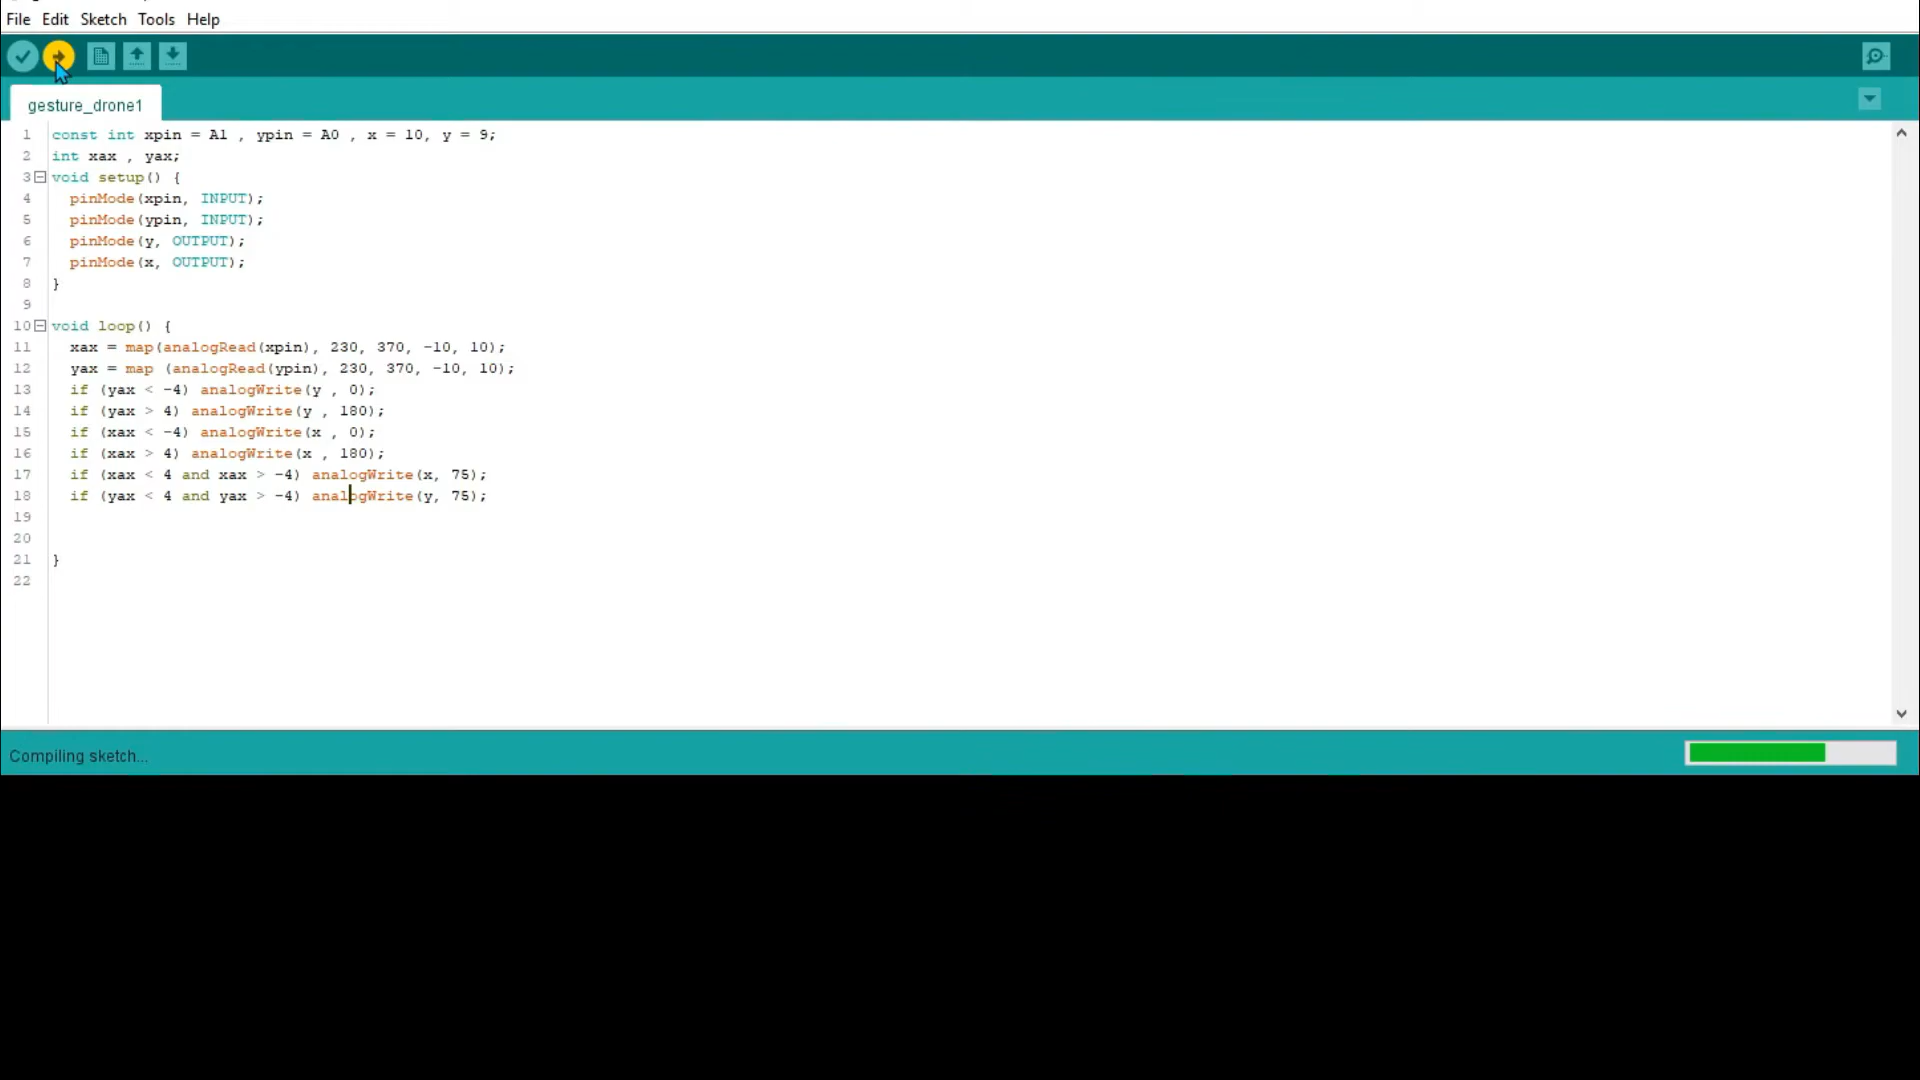 File Edit Sketch Tools Help
gesture_drone1
1 const int xpin = A1 , ypin = A0 , x = 10, y = 9;
2 int xax , yax;
3 void setup() {
4 pinMode(xpin, INPUT);
5 pinMode(ypin, INPUT);
6 pinMode(y, OUTPUT);
7 pinMode(x, OUTPUT);
8 }
9
10 void loop() {
11 xax = map(analogRead(xpin), 230, 370, -10, 10);
12 yax = map (analogRead(ypin), 230, 370, -10, 10);
13 if (yax < -4) analogWrite(y , 0);
14 if (yax > 4) analogWrite(y , 180);
15 if (xax < -4) analogWrite(x , 0);
16 if (xax > 4) analogWrite(x , 180);
17 if (xax < 4 and xax > -4) analogWrite(x, 75);
18 if (yax < 4 and yax > -4) analogWrite(y, 75);
19
20
21 }
22
Compiling sketch...